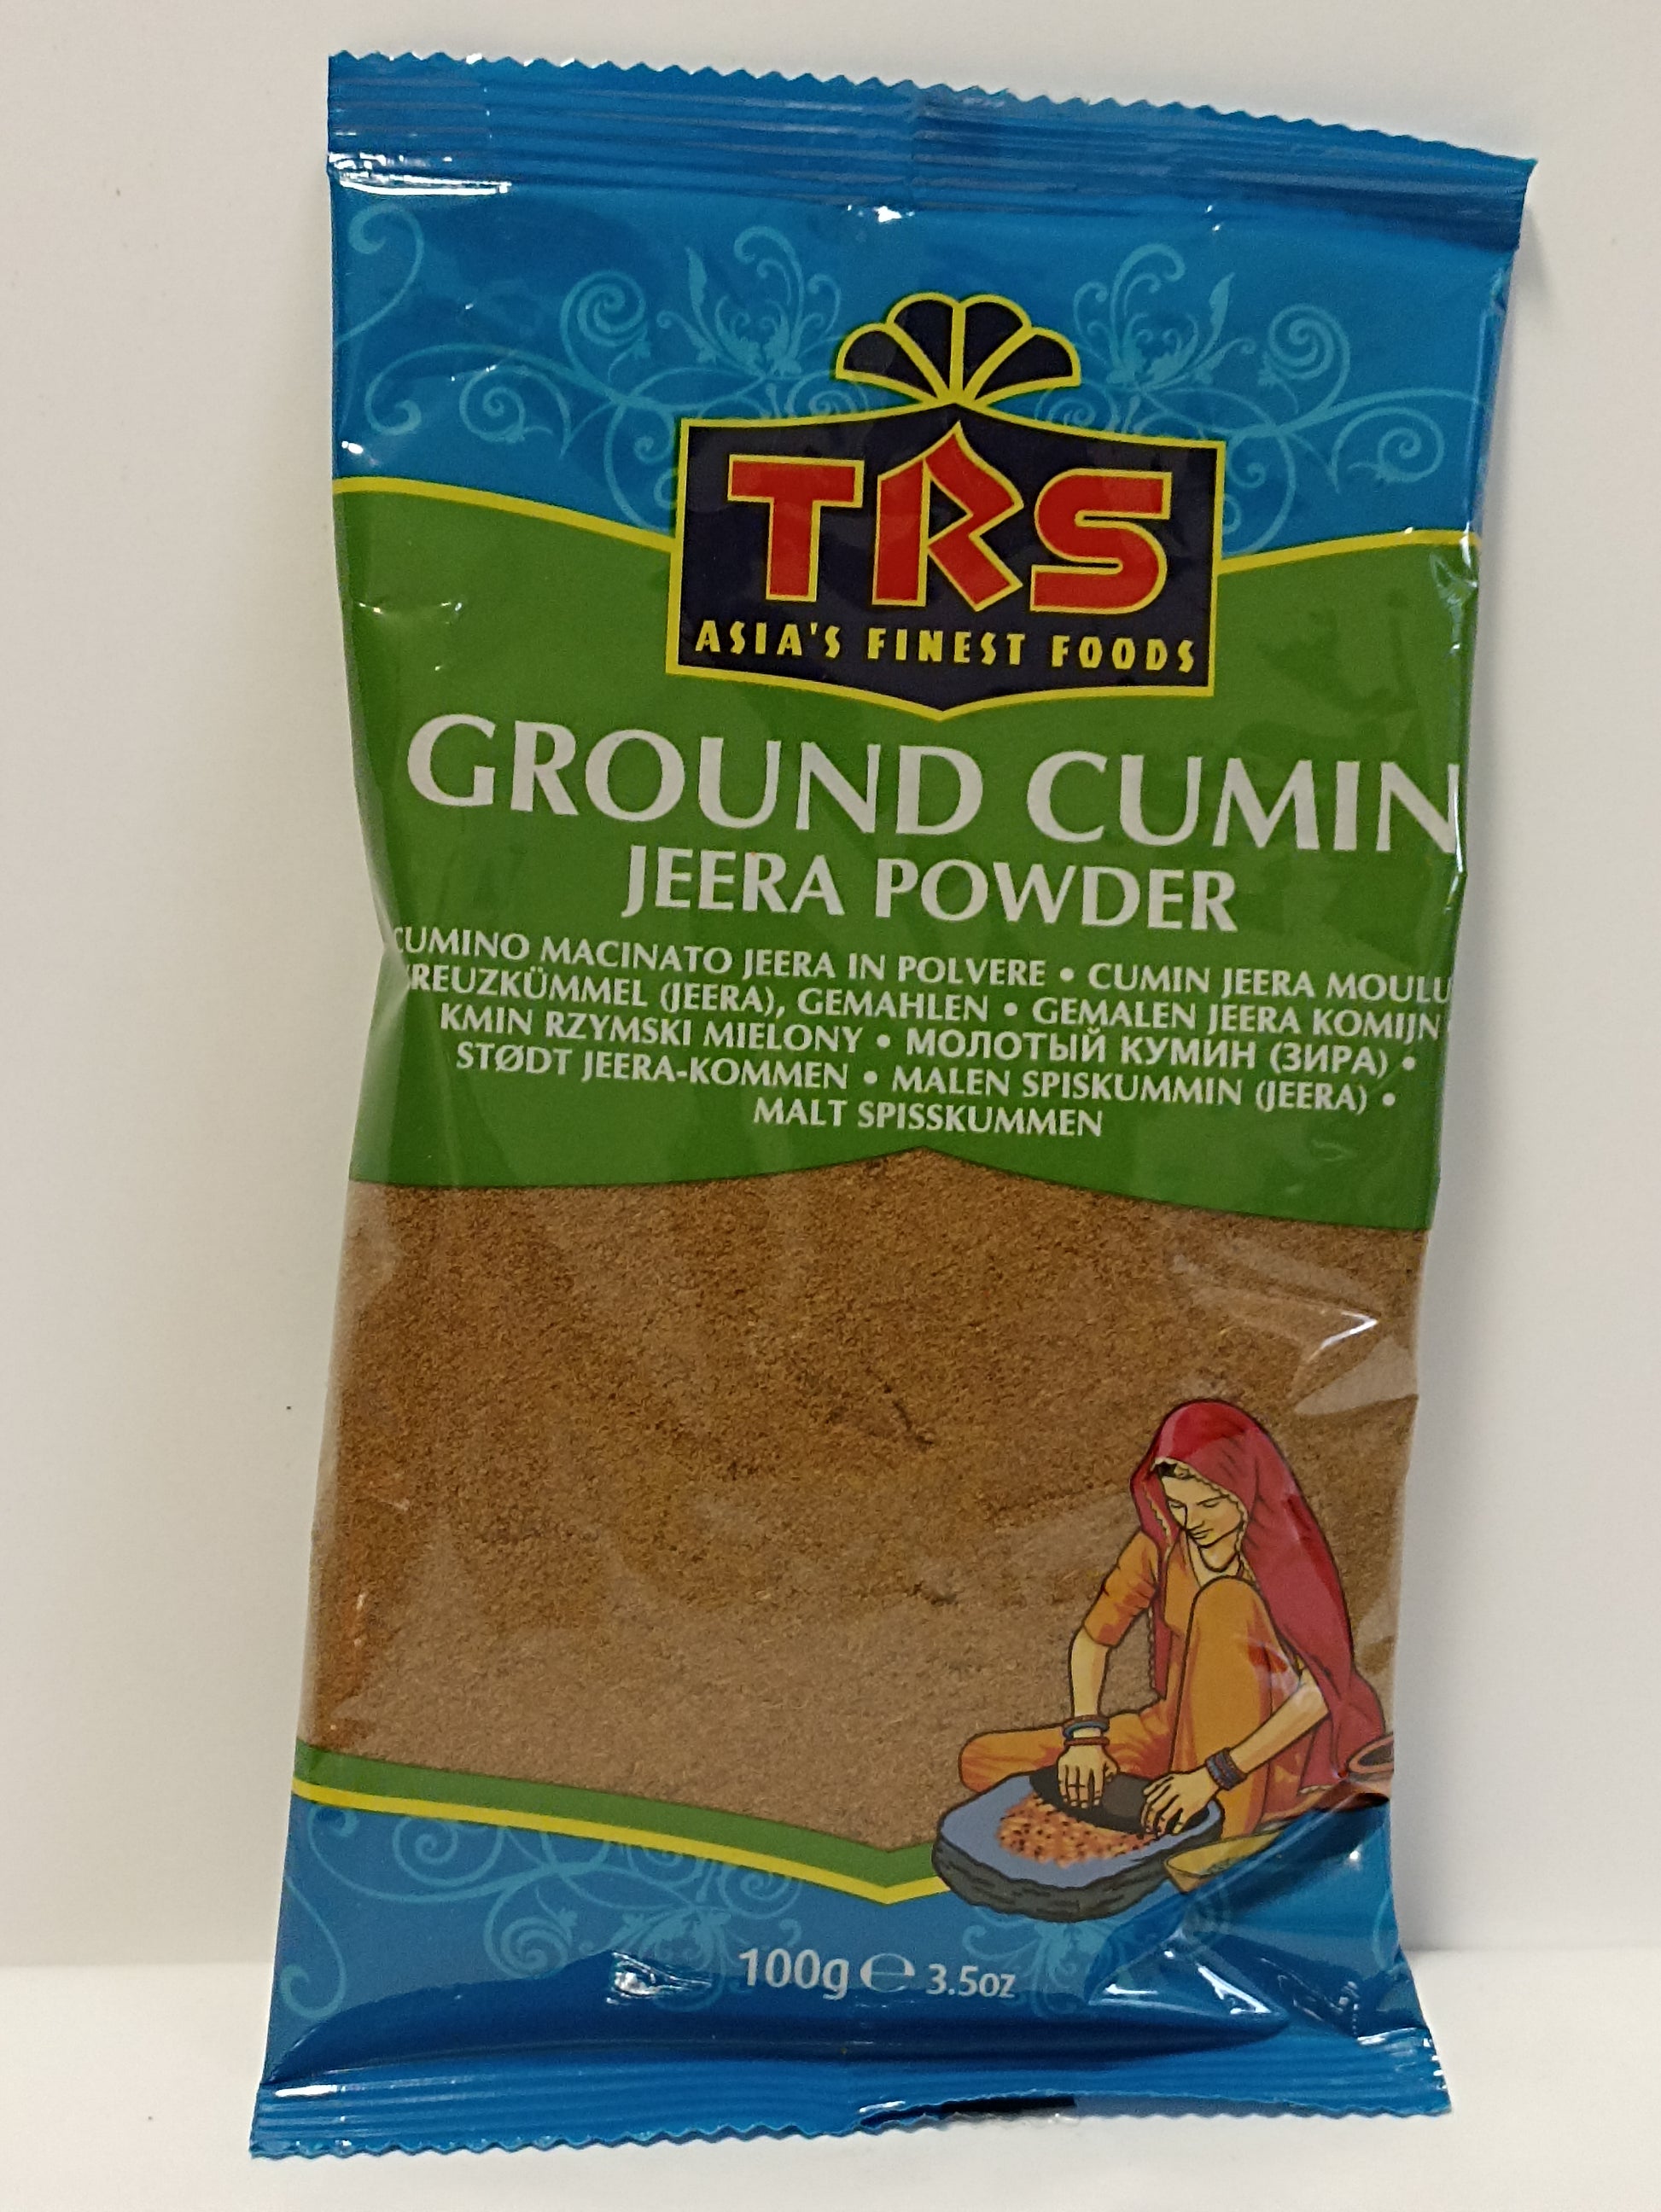 TRS
ASIA'S FINEST FOODS
GROUND CUMIN
JEERA POWDER
CUMINO MACINATO JEERA IN POLVERE • CUMIN JEERA MOULU
KREUZKÜMMEL (JEERA), GEMAHLEN • GEMALEN JEERA KOMIJN •
KMIN RZYMSKI MIELONY • МОЛОТЫЙ КУМИН (ЗИРА) •
STØDT JEERA-KOMMEN • MALEN SPISKUMMIN (JEERA) •
MALT SPISSKUMMEN
100g ℮ 3.5oz